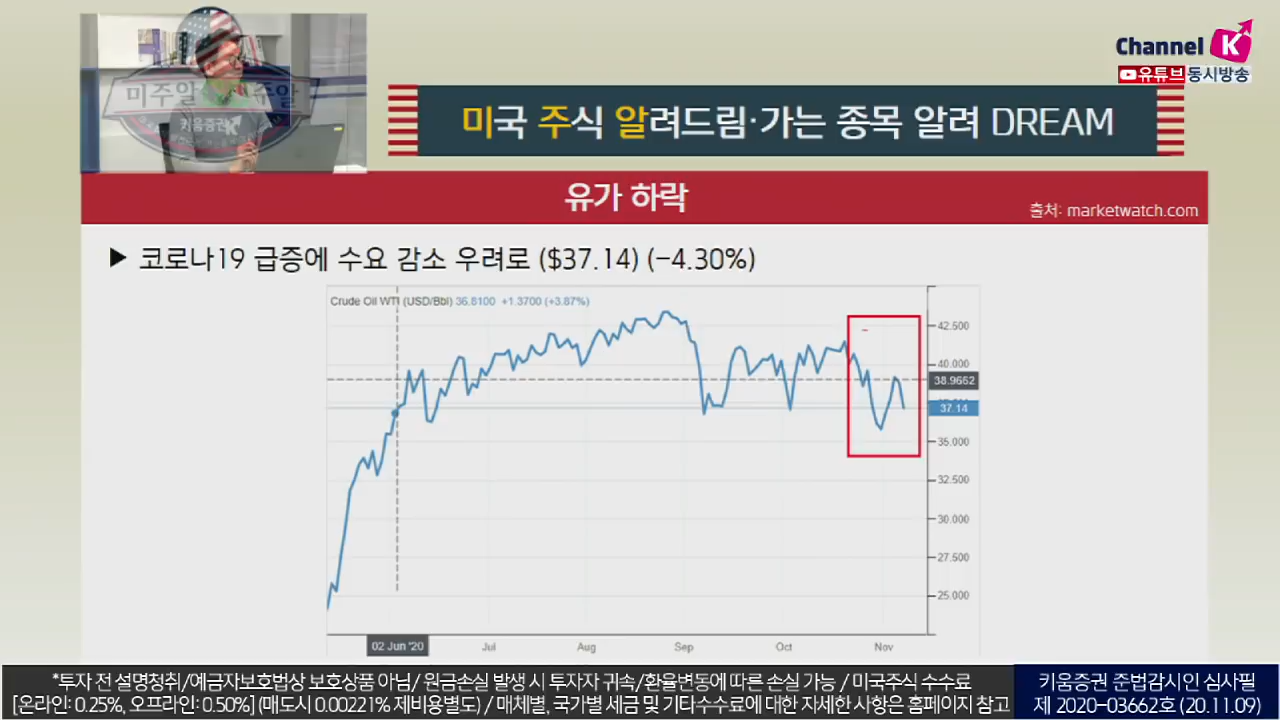 미주알
키움증권
Channel K
유튜브 동시방송
미국 주식 알려드림·가는 종목 알려 DREAM
유가 하락
출처: marketwatch.com
▶ 코로나19 급증에 수요 감소 우려로 ($37.14) (-4.30%)
Crude Oil WTI (USD/Bbl) 36.8100 +1.3700 (+3.87%)
42.500
40.000
38.9662
37.14
35.000
32.500
30.000
27.500
25.000
02 Jun '20 Jul Aug Sep Oct Nov
*투자 전 설명청취/예금자보호법상 보호상품 아님/ 원금손실 발생 시 투자자 귀속/환율변동에 따른 손실 가능 / 미국주식 수수료
[온라인: 0.25%, 오프라인: 0.50%] (매도시 0.00221% 제비용별도) / 매체별, 국가별 세금 및 기타수수료에 대한 자세한 사항은 홈페이지 참고
키움증권 준법감시인 심사필
제 2020-03662호 (20.11.09)